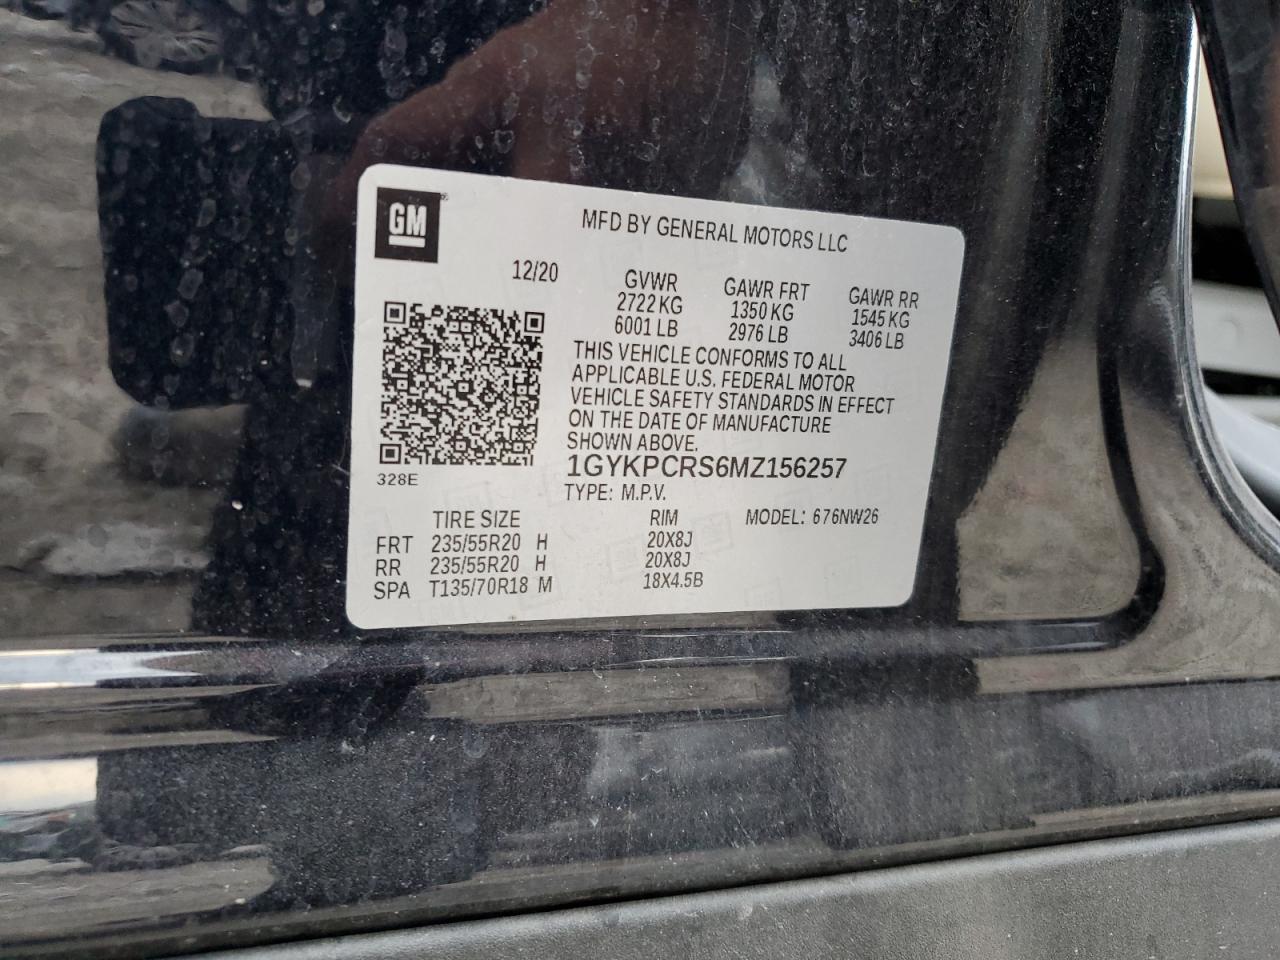 GM
MFD BY GENERAL MOTORS LLC
12/20
GVWR GAWR FRT GAWR RR
2722 KG 1350 KG 1545 KG
6001 LB 2976 LB 3406 LB
THIS VEHICLE CONFORMS TO ALL
APPLICABLE U.S. FEDERAL MOTOR
VEHICLE SAFETY STANDARDS IN EFFECT
ON THE DATE OF MANUFACTURE
SHOWN ABOVE.
1GYKPCRS6MZ156257
328E
TYPE: M.P.V.
TIRE SIZE RIM MODEL: 676NW26
FRT 235/55R20 H 20X8J
RR 235/55R20 H 20X8J
SPA T135/70R18 M 18X4.5B